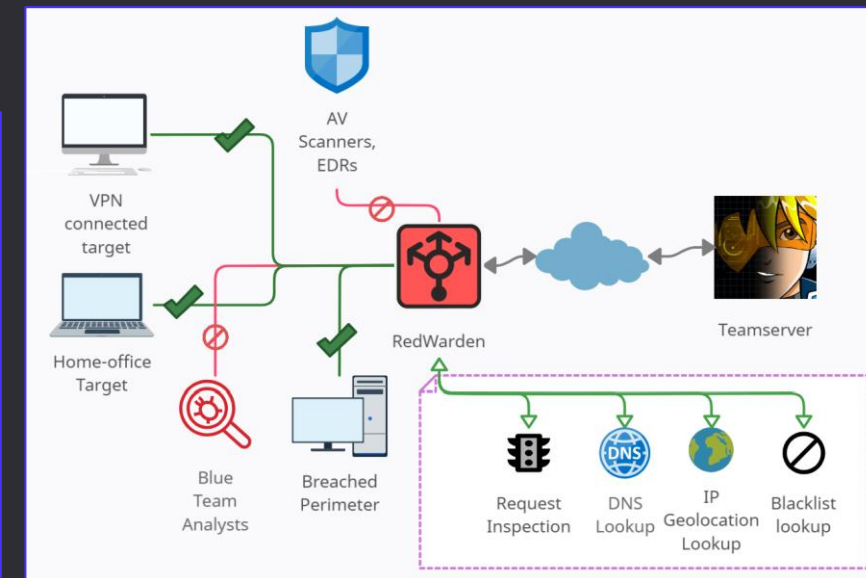 AV
Scanners,
EDRs
VPN
connected
target
RedWarden
Teamserver
Home-office
Target
Blue
Team
Analysts
Breached
Perimeter
Request
Inspection
DNS
DNS
Lookup
IP
Geolocation
Lookup
Blacklist
lookup